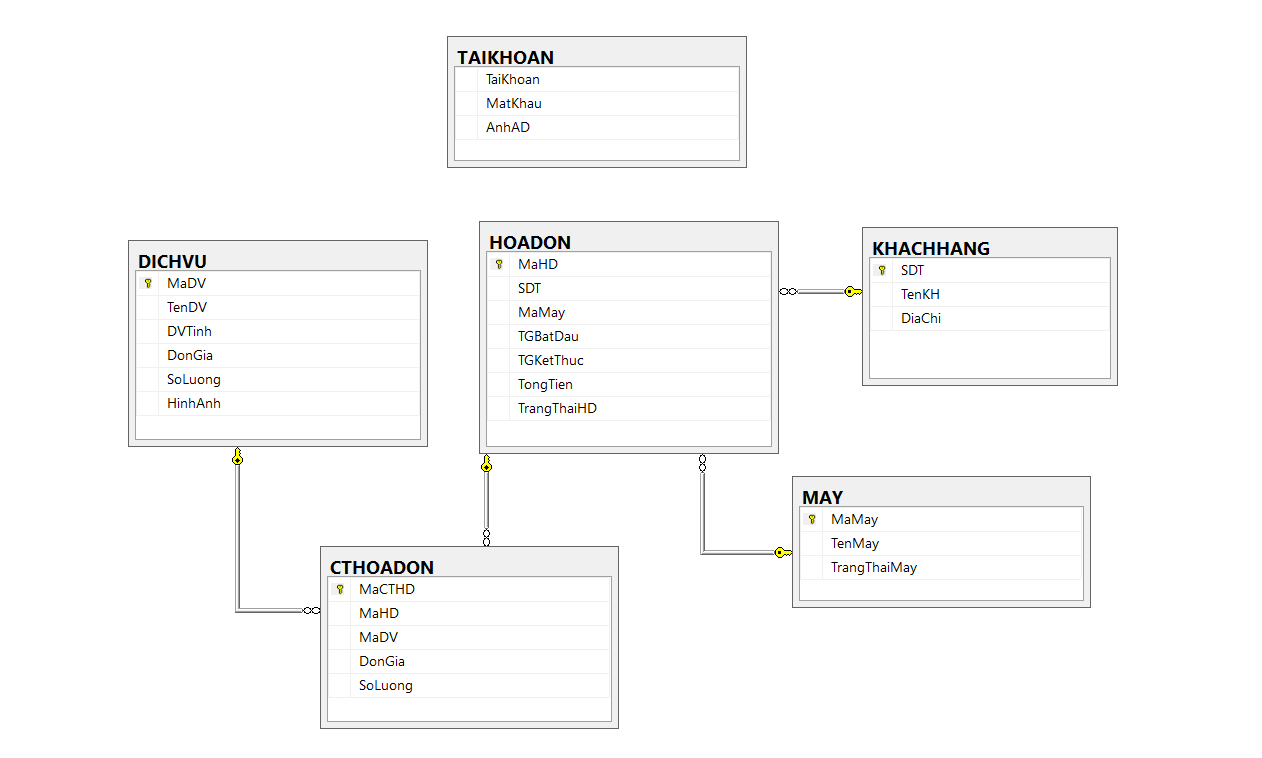 TAIKHOAN
TaiKhoan
MatKhau
AnhAD
DICHVU
MaDV
TenDV
DVTinh
DonGia
SoLuong
HinhAnh
HOADON
MaHD
SDT
MaMay
TGBatDau
TGKetThuc
TongTien
TrangThaiHD
KHACHHANG
SDT
TenKH
DiaChi
MAY
MaMay
TenMay
TrangThaiMay
CTHOADON
MaCTHD
MaHD
MaDV
DonGia
SoLuong